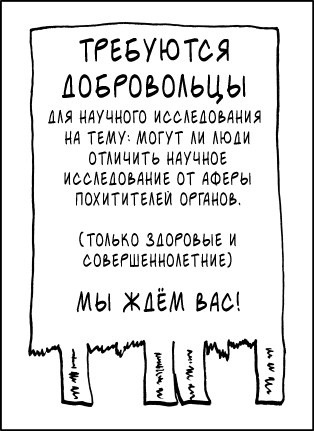 ТРЕБУЮТСЯ
ДОБРОВОЛЬЦЫ
ДЛЯ НАУЧНОГО ИССЛЕДОВАНИЯ
НА ТЕМУ: МОГУТ ЛИ ЛЮДИ
ОТЛИЧИТЬ НАУЧНОЕ
ИССЛЕДОВАНИЕ ОТ АФЕРЫ
ПОХИТИТЕЛЕЙ ОРГАНОВ.
(ТОЛЬКО ЗДОРОВЫЕ И
СОВЕРШЕННОЛЕТНИЕ)
МЫ ЖДЁМ ВАС!